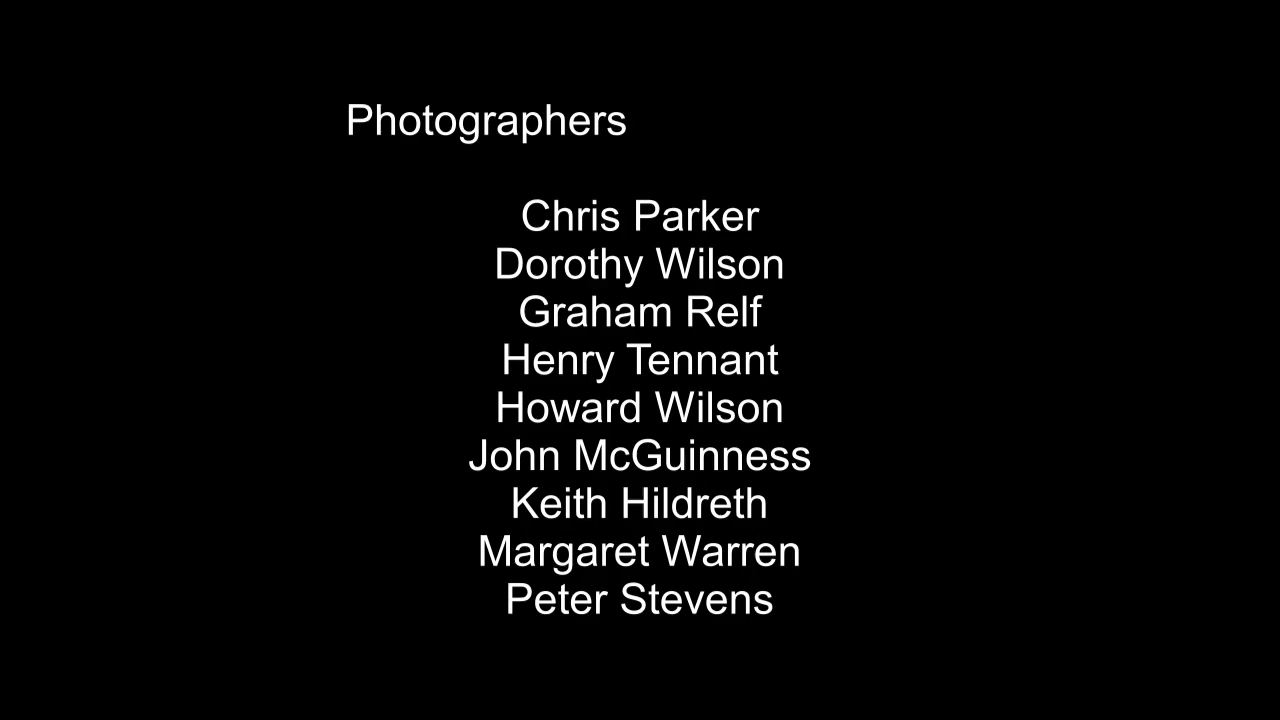 Photographers
Chris Parker
Dorothy Wilson
Graham Relf
Henry Tennant
Howard Wilson
John McGuinness
Keith Hildreth
Margaret Warren
Peter Stevens